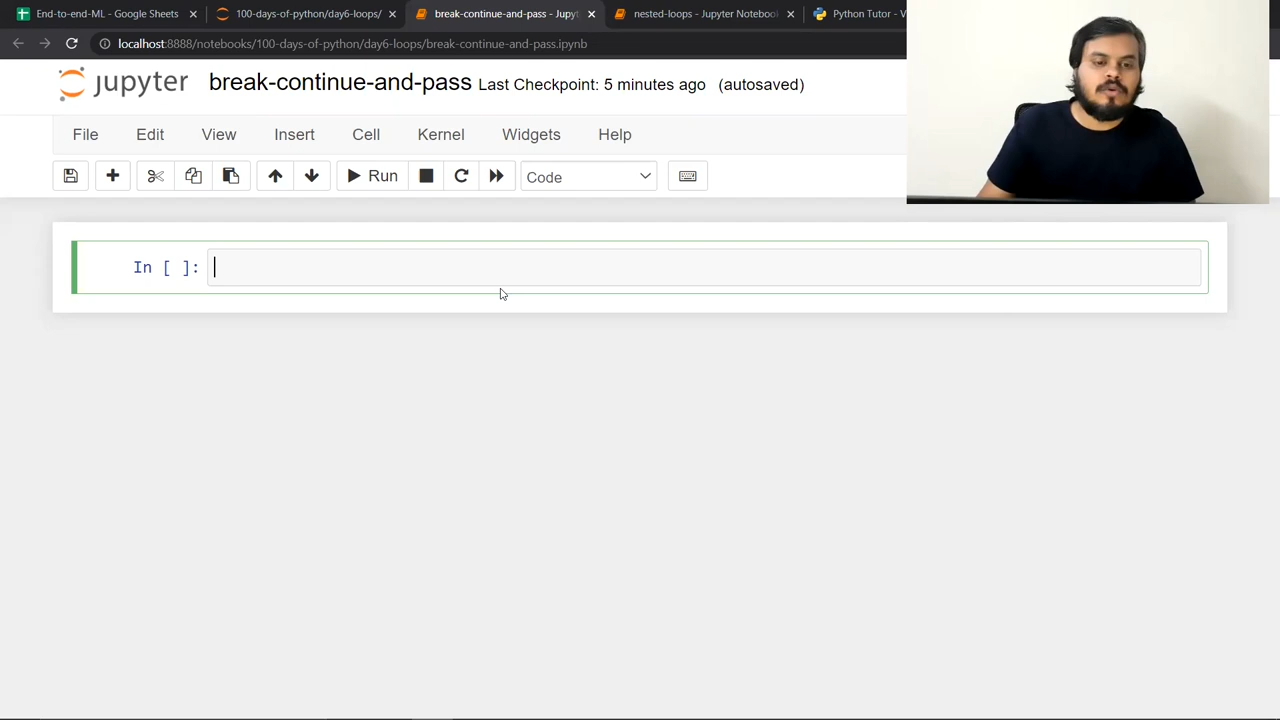 End-to-end-ML - Google Sheets
100-days-of-python/day6-loops/
break-continue-and-pass - Jupyt
nested-loops - Jupyter Noteboo
Python Tutor - V
localhost:8888/notebooks/100-days-of-python/day6-loops/break-continue-and-pass.ipynb
jupyter break-continue-and-pass Last Checkpoint: 5 minutes ago (autosaved)
File Edit View Insert Cell Kernel Widgets Help
Run Code
In [ ]: